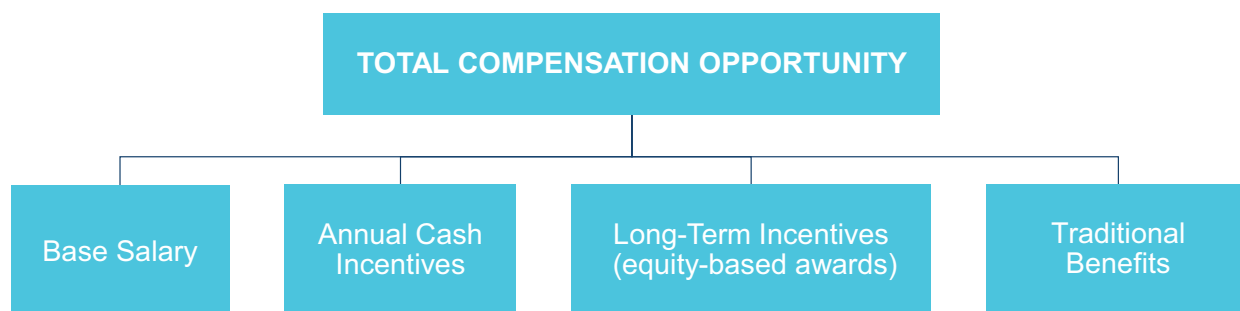 TOTAL COMPENSATION OPPORTUNITY
Base Salary
Annual Cash
Incentives
Long-Term Incentives
(equity-based awards)
Traditional
Benefits